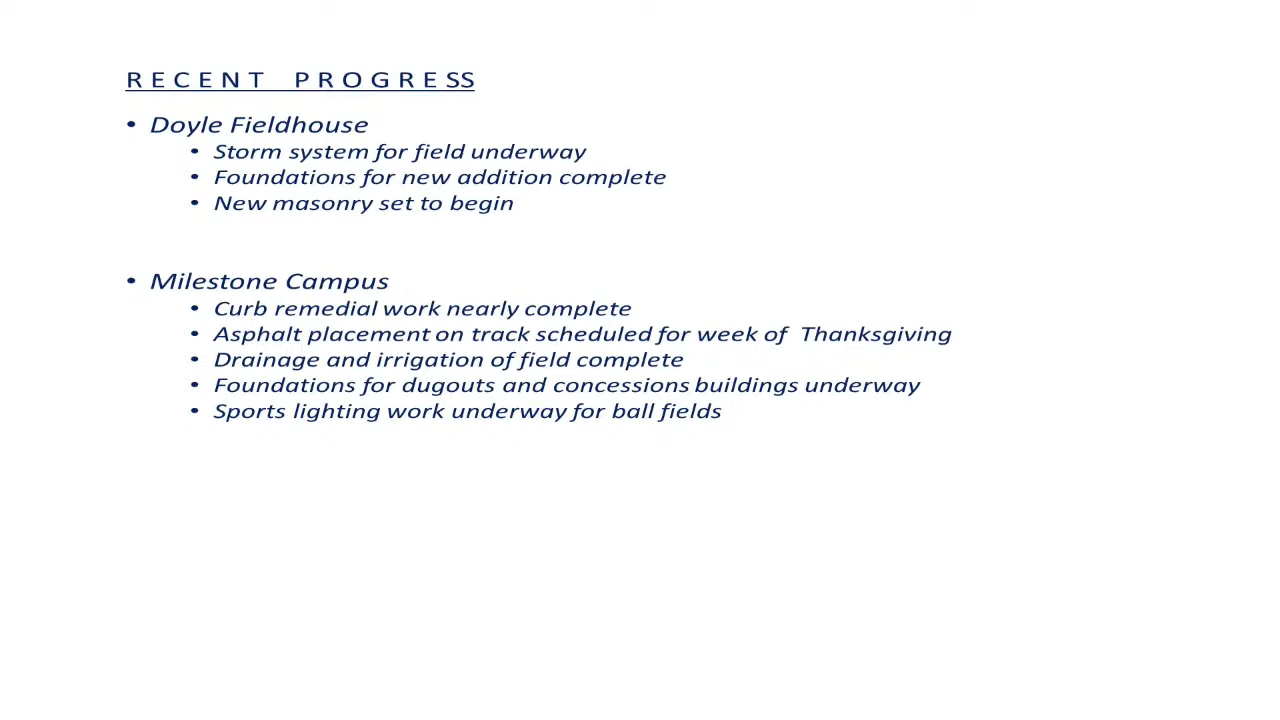 RECENT PROGRESS
• Doyle Fieldhouse
• Storm system for field underway
• Foundations for new addition complete
• New masonry set to begin
• Milestone Campus
• Curb remedial work nearly complete
• Asphalt placement on track scheduled for week of Thanksgiving
• Drainage and irrigation of field complete
• Foundations for dugouts and concessions buildings underway
• Sports lighting work underway for ball fields